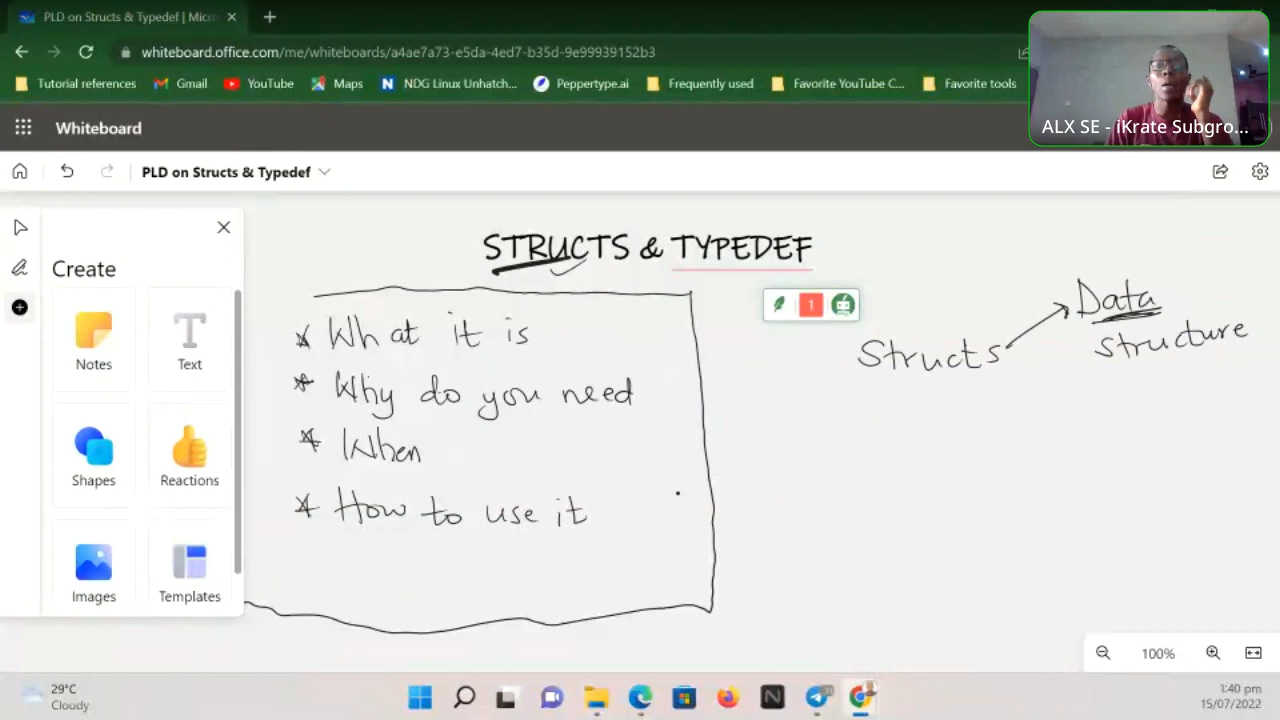 PLD on Structs & Typedef | Micr
whiteboard.office.com/me/whiteboards/a4ae7a73-e5da-4ed7-b35d-9e99939152b3
Tutorial references
Gmail
YouTube
Maps
NDG Linux Unhatch...
Peppertype.ai
Frequently used
Favorite YouTube C...
Favorite tools
ALX SE - iKrate Subgro...
Whiteboard
PLD on Structs & Typedef
Create
Notes
Text
Shapes
Reactions
Images
Templates
STRUCTS & TYPEDEF
1
* What it is
* Why do you need
* When
* How to use it
Structs
Data
structure
100%
29°C
Cloudy
1:40 pm
15/07/2022